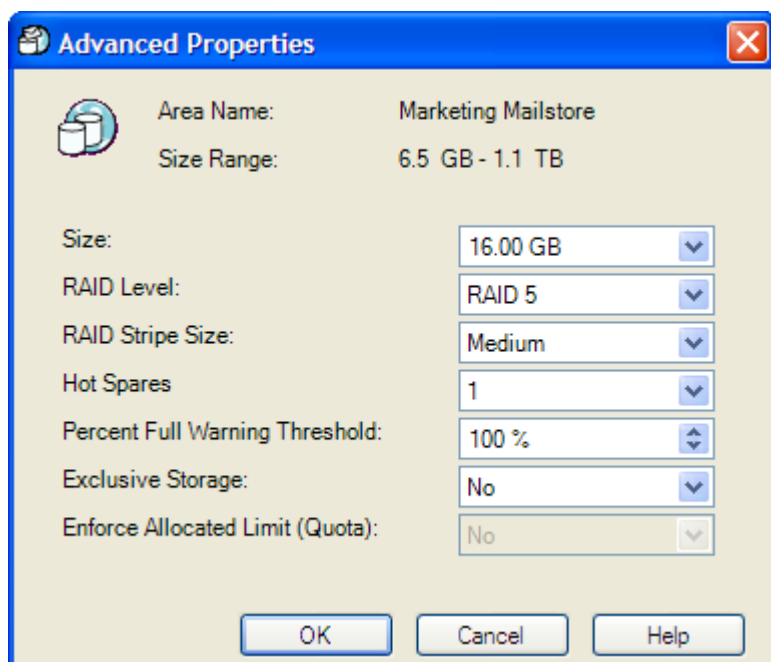 Advanced Properties
Area Name: Marketing Mailstore
Size Range: 6.5 GB - 1.1 TB
Size: 16.00 GB
RAID Level: RAID 5
RAID Stripe Size: Medium
Hot Spares 1
Percent Full Warning Threshold: 100 %
Exclusive Storage: No
Enforce Allocated Limit (Quota): No
OK Cancel Help